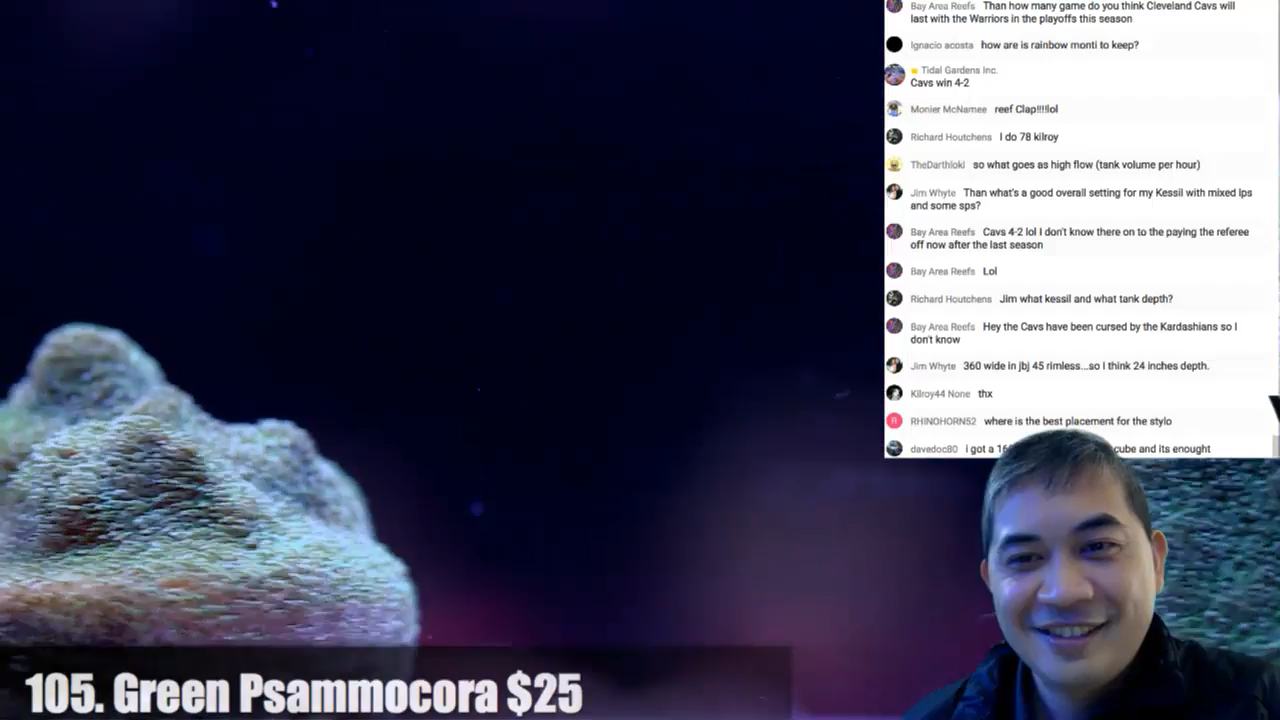 Bay Area Reefs Than how many game do you think Cleveland Cavs will
last with the Warriors in the playoffs this season
Ignacio acosta how are is rainbow monti to keep?
Tidal Gardens Inc.
Cavs win 4-2
Monier McNamee reef Clap!!!!lol
Richard Houtchens I do 78 kilroy
TheDarthloki so what goes as high flow (tank volume per hour)
Jim Whyte Than what's a good overall setting for my Kessil with mixed lps
and some sps?
Bay Area Reefs Cavs 4-2 lol I don't know there on to the paying the referee
off now after the last season
Bay Area Reefs Lol
Richard Houtchens Jim what kessil and what tank depth?
Bay Area Reefs Hey the Cavs have been cursed by the Kardashians so I
don't know
Jim Whyte 360 wide in jbj 45 rimless...so I think 24 inches depth.
Kilroy44 None thx
R RHINOHORN52 where is the best placement for the stylo
davedoc80 i got a cube and its enought
105. Green Psammocora $25